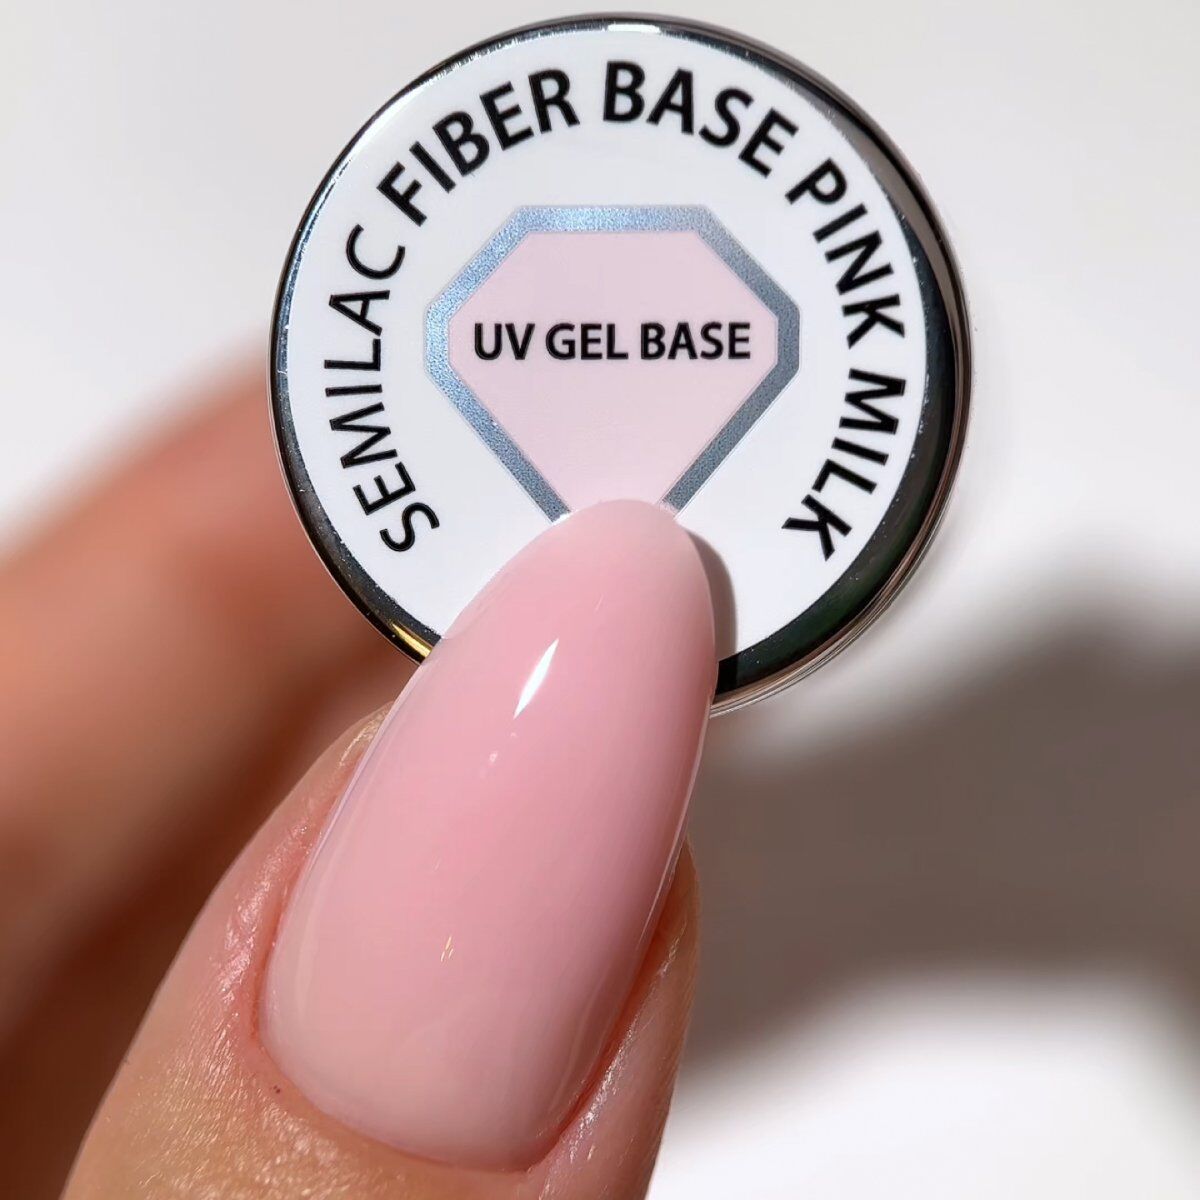 SEMILAC FIBER BASE PINK MILK
UV GEL BASE